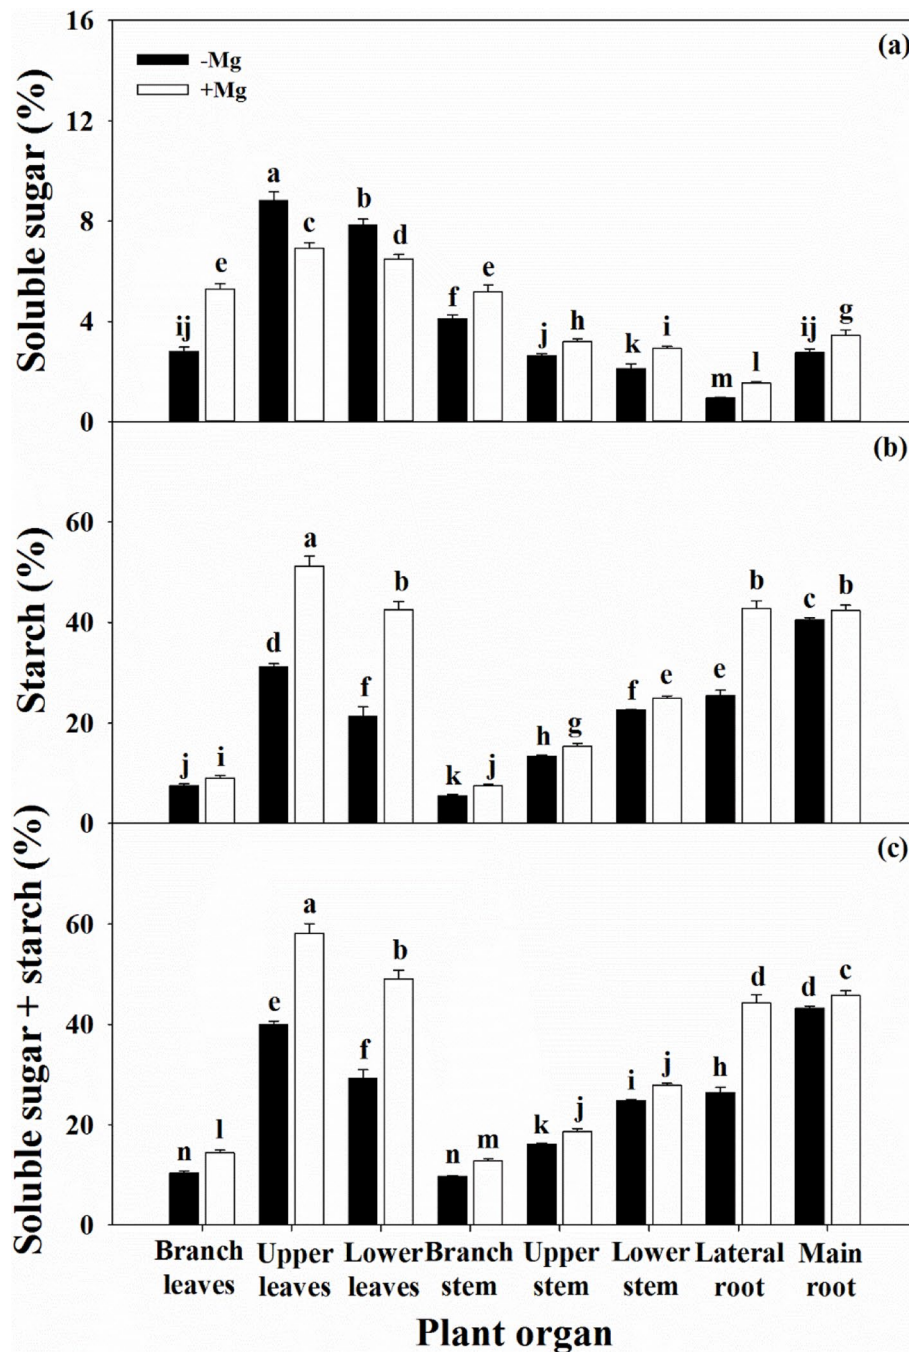 16
(a)
-Mg
+Mg
12
a
b
8
c
d
e
e
f
4
ij
j
h
k
i
m
l
ij
g
0
Soluble sugar (%)
(b)
60
a
b
b
c
b
40
d
f
f
e
e
20
j
i
k
j
h
g
0
Starch (%)
(c)
60
a
b
d
d
c
40
e
f
i
j
h
20
n
l
n
m
k
j
0
Soluble sugar + starch (%)
Branch leaves
Upper leaves
Lower leaves
Branch stem
Upper stem
Lower stem
Lateral root
Main root
Plant organ